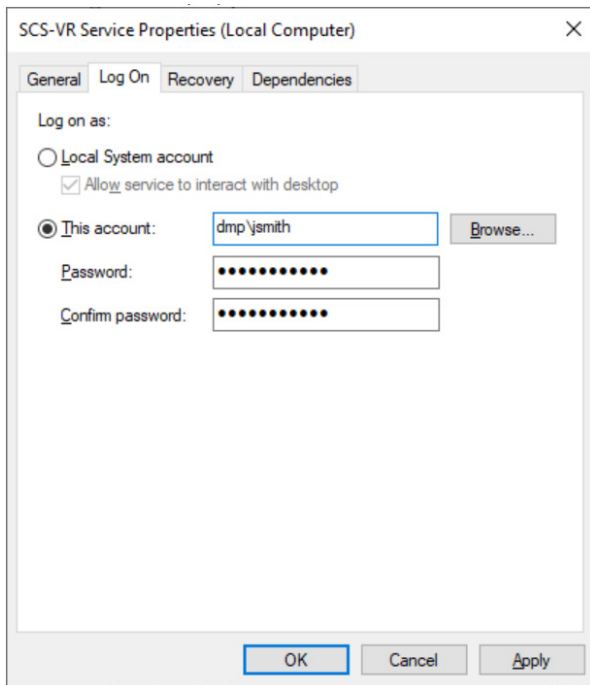 SCS-VR Service Properties (Local Computer)
General Log On Recovery Dependencies
Log on as:
Local System account
Allow service to interact with desktop
This account: dmp\jsmith Browse...
Password: •••••••••••
Confirm password: •••••••••••
OK Cancel Apply